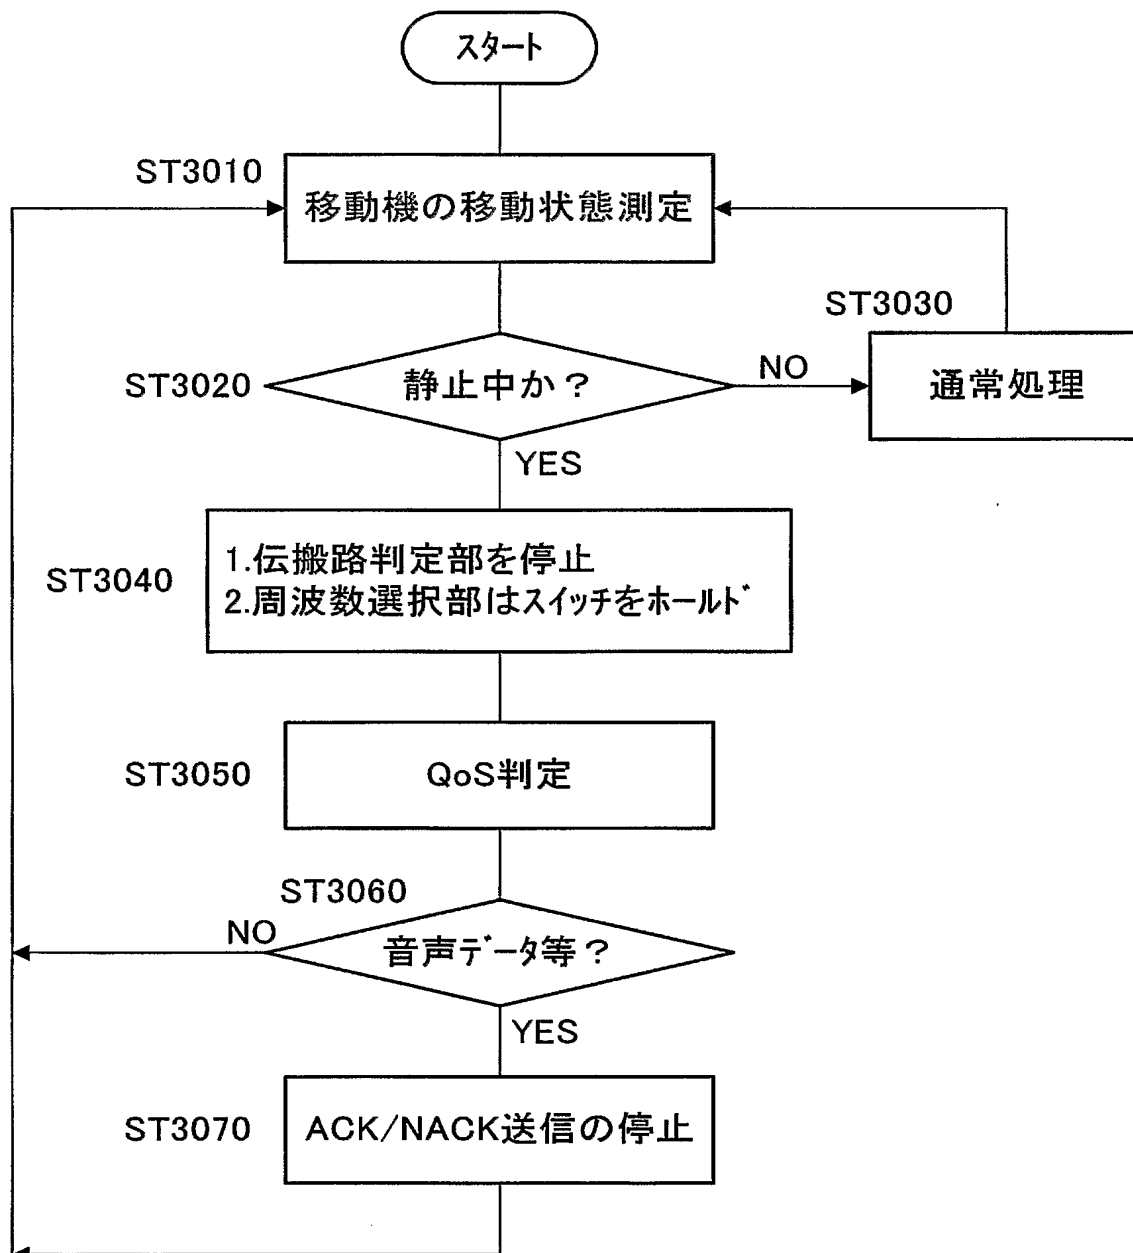 スタート
ST3010
移動機の移動状態測定
ST3030
ST3020
静止中か？
NO
通常処理
YES
ST3040
1.伝搬路判定部を停止
2.周波数選択部はスイッチをホールド
ST3050
QoS判定
ST3060
NO
音声データ等？
YES
ST3070
ACK/NACK送信の停止